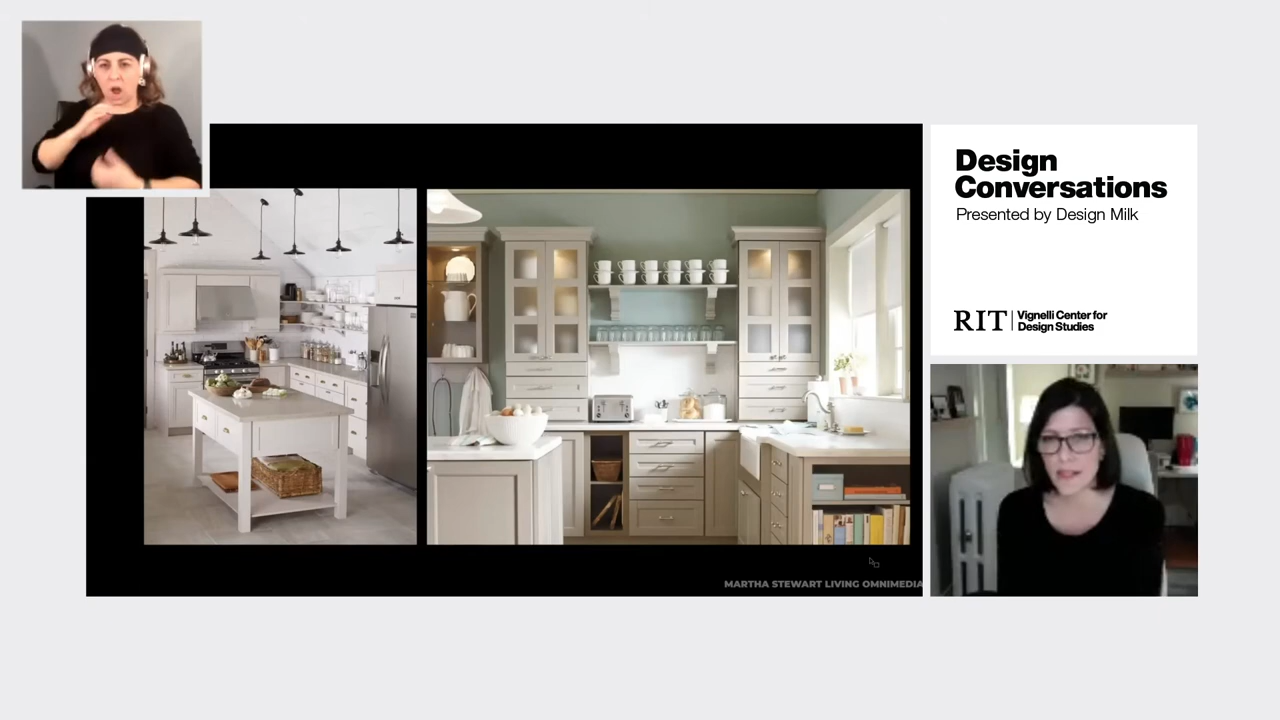 Design
Conversations
Presented by Design Milk
RIT
Vignelli Center for
Design Studies
MARTHA STEWART LIVING OMNIMEDIA